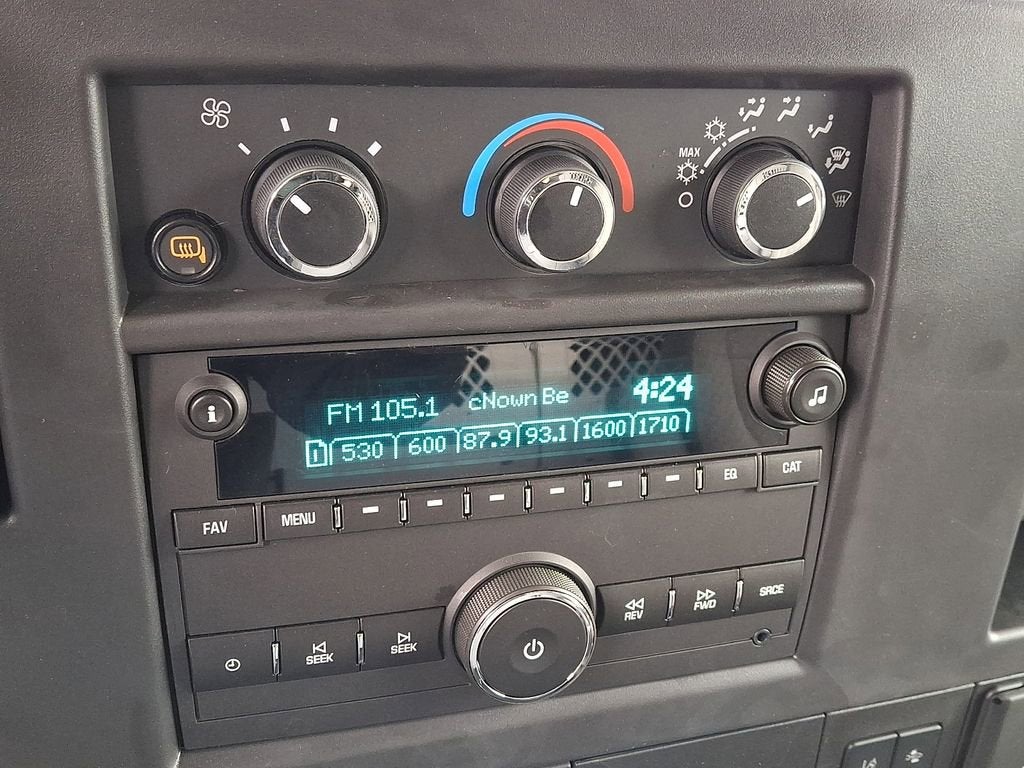 MAX
FM 105.1 cNown Be 4:24
1 530 600 87.9 93.1 1600 1710
i
FAV MENU EQ CAT
SEEK SEEK REV FWD SRCE